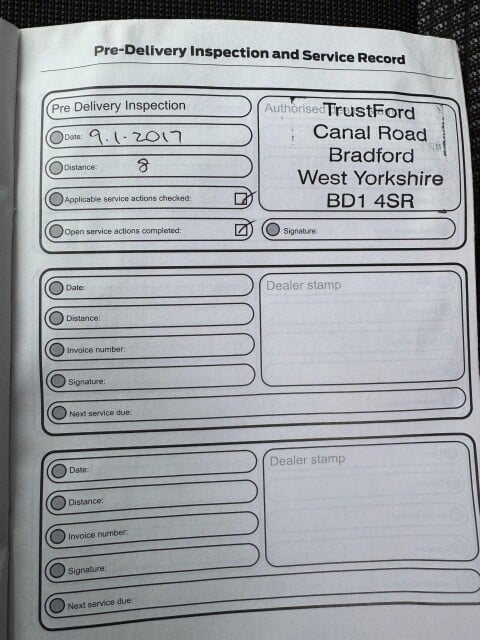 Pre-Delivery Inspection and Service Record
Pre Delivery Inspection
Date: 9.1.2017
Distance: 8
Applicable service actions checked:
Open service actions completed:
Authorised
TrustFord
Canal Road
Bradford
West Yorkshire
BD1 4SR
Signature:
Date:
Distance:
Invoice number:
Signature:
Next service due:
Dealer stamp
Date:
Distance:
Invoice number:
Signature:
Next service due:
Dealer stamp